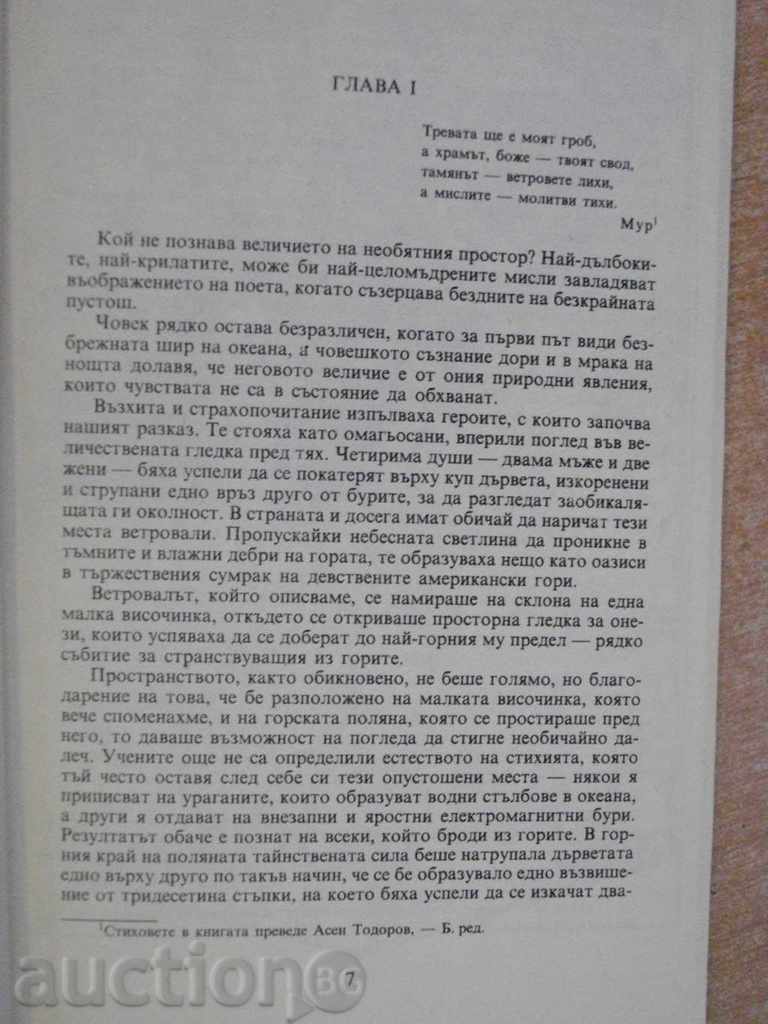 ГЛАВА I
Тревата ще е моят гроб,
а храмът, боже — твоят свод,
тамянът — ветровете лихи,
а мислите — молитви тихи.
Мур¹
Кой не познава величието на необятния простор? Най-дълбоки-
те, най-крилатите, може би най-целомъдрените мисли завладяват
въображението на поета, когато съзерцава бездните на безкрайната
пустош.
Човек рядко остава безразличен, когато за първи път види без-
брежната шир на океана, а човешкото съзнание дори и в мрака на
нощта долавя, че неговото величие е от ония природни явления,
които чувствата не са в състояние да обхванат.
Възхита и страхопочитание изпълваха героите, с които започва
нашият разказ. Те стояха като омагьосани, вперили поглед във ве-
личествената гледка пред тях. Четирима души — двама мъже и две
жени — бяха успели да се покатерят върху куп дървета, изкоренени
и струпани едно връз друго от бурите, за да разгледат заобикаля-
щата ги околност. В страната и досега имат обичай да наричат тези
места ветровали. Пропускайки небесната светлина да проникне в
тъмните и влажни дебри на гората, те образуваха нещо като оазиси
в тържествения сумрак на девствените американски гори.
Ветровалът, който описваме, се намираше на склона на една
малка височинка, откъдето се откриваше просторна гледка за оне-
зи, които успяваха да се доберат до най-горния му предел — рядко
събитие за странствуващия из горите.
Пространството, както обикновено, не беше голямо, но благо-
дарение на това, че бе разположено на малката височинка, която
вече споменахме, и на горската поляна, която се простираше пред
него, то даваше възможност на погледа да стигне необичайно да-
леч. Учените още не са определили естеството на стихията, която
тъй често оставя след себе си тези опустошени места — някои я
приписват на ураганите, които образуват водни стълбове в океана,
а други я отдават на внезапни и яростни електромагнитни бури.
Резултатът обаче е познат на всеки, който броди из горите. В гор-
ния край на поляната тайнствената сила беше натрупала дърветата
едно върху друго по такъв начин, че се бе образувало едно възвише-
ние от тридесетина стъпки, на което бяха успели да се изкачат два-
¹Стиховете в книгата преведе Асен Тодоров, — Б. ред.
7
auction.BG